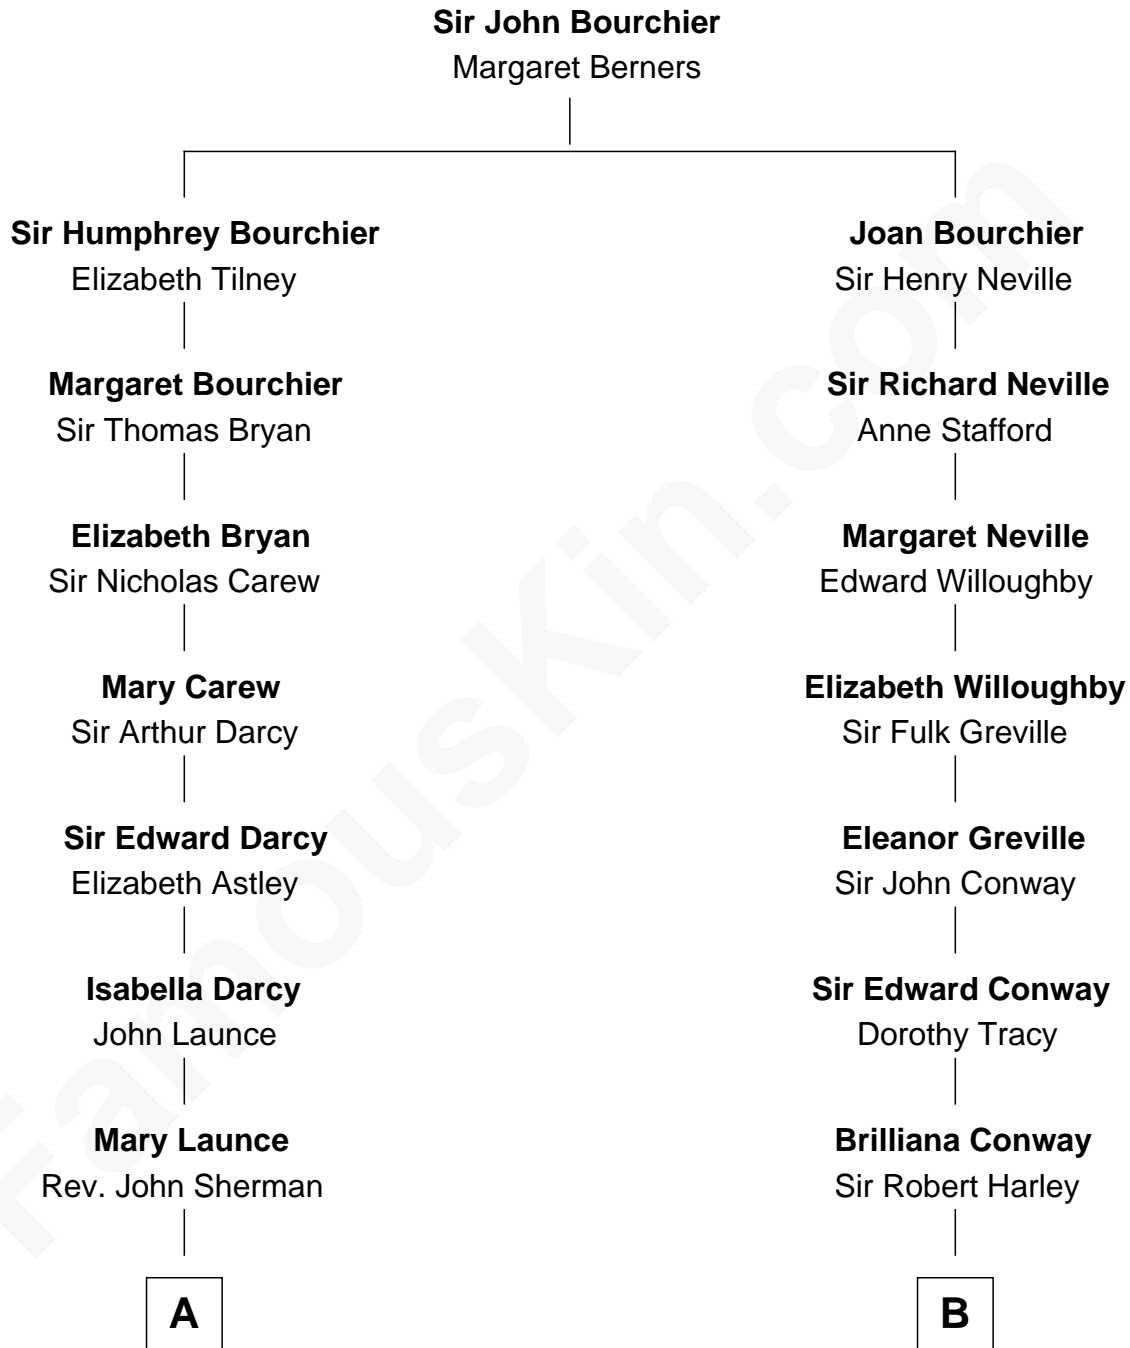 Sir John Bourchier
Margaret Berners
Sir Humphrey Bourchier
Elizabeth Tilney
Joan Bourchier
Sir Henry Neville
Margaret Bourchier
Sir Thomas Bryan
Sir Richard Neville
Anne Stafford
Elizabeth Bryan
Sir Nicholas Carew
Margaret Neville
Edward Willoughby
Mary Carew
Sir Arthur Darcy
Elizabeth Willoughby
Sir Fulk Greville
Sir Edward Darcy
Elizabeth Astley
Eleanor Greville
Sir John Conway
Isabella Darcy
John Launce
Sir Edward Conway
Dorothy Tracy
Mary Launce
Rev. John Sherman
Brilliana Conway
Sir Robert Harley
A
B
FamousKin.com